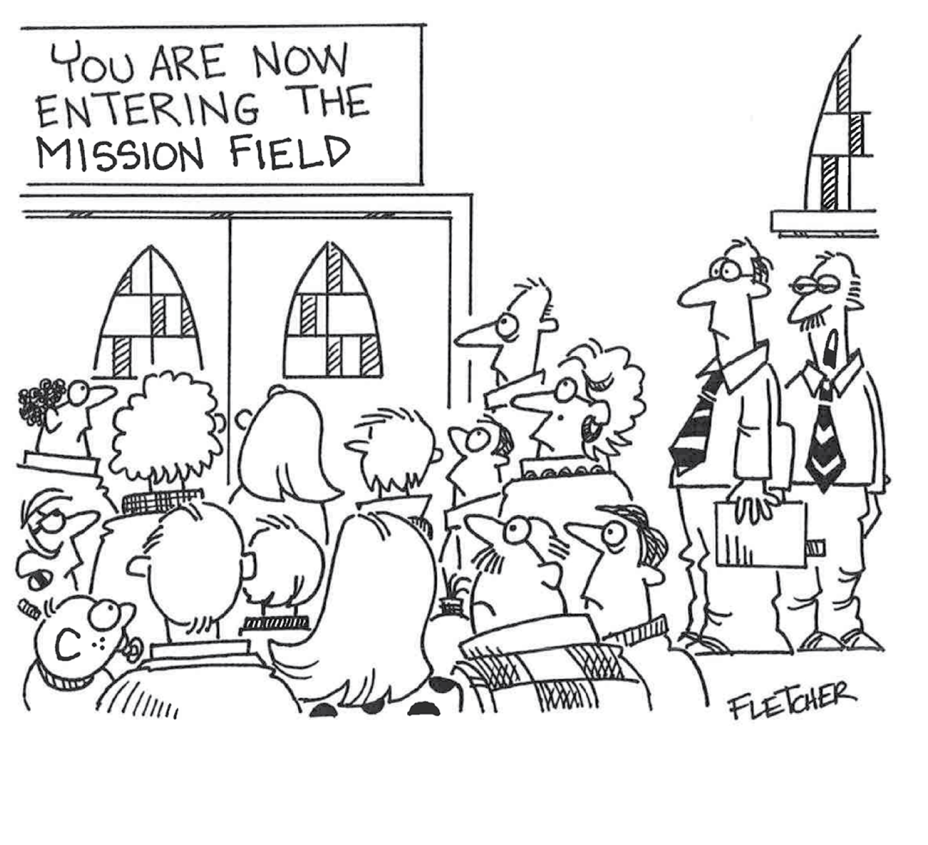 YOU ARE NOW
ENTERING THE
MISSION FIELD
FLETCHER